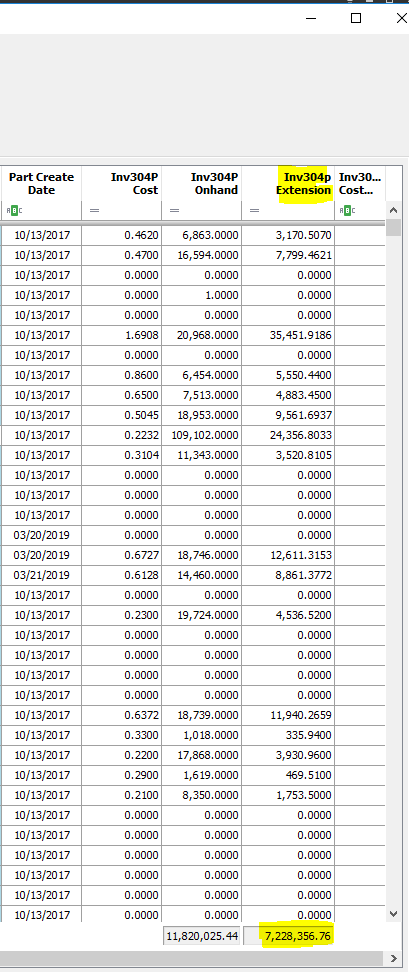 Part Create Date Inv304P Cost Inv304P Onhand Inv304p Extension Inv30... Cost...
ABC = = = ABC
10/13/2017 0.4620 6,863.0000 3,170.5070
10/13/2017 0.4700 16,594.0000 7,799.4621
10/13/2017 0.0000 0.0000 0.0000
10/13/2017 0.0000 1.0000 0.0000
10/13/2017 0.0000 0.0000 0.0000
10/13/2017 1.6908 20,968.0000 35,451.9186
10/13/2017 0.0000 0.0000 0.0000
10/13/2017 0.8600 6,454.0000 5,550.4400
10/13/2017 0.6500 7,513.0000 4,883.4500
10/13/2017 0.5045 18,953.0000 9,561.6937
10/13/2017 0.2232 109,102.0000 24,356.8033
10/13/2017 0.3104 11,343.0000 3,520.8105
10/13/2017 0.0000 0.0000 0.0000
10/13/2017 0.0000 0.0000 0.0000
10/13/2017 0.0000 0.0000 0.0000
03/20/2019 0.0000 0.0000 0.0000
03/20/2019 0.6727 18,746.0000 12,611.3153
03/21/2019 0.6128 14,460.0000 8,861.3772
10/13/2017 0.0000 0.0000 0.0000
10/13/2017 0.2300 19,724.0000 4,536.5200
10/13/2017 0.0000 0.0000 0.0000
10/13/2017 0.0000 0.0000 0.0000
10/13/2017 0.0000 0.0000 0.0000
10/13/2017 0.0000 0.0000 0.0000
10/13/2017 0.6372 18,739.0000 11,940.2659
10/13/2017 0.3300 1,018.0000 335.9400
10/13/2017 0.2200 17,868.0000 3,930.9600
10/13/2017 0.2900 1,619.0000 469.5100
10/13/2017 0.2100 8,350.0000 1,753.5000
10/13/2017 0.0000 0.0000 0.0000
10/13/2017 0.0000 0.0000 0.0000
10/13/2017 0.0000 0.0000 0.0000
10/13/2017 0.0000 0.0000 0.0000
10/13/2017 0.0000 0.0000 0.0000
10/13/2017 0.0000 0.0000 0.0000
11,820,025.44 7,228,356.76